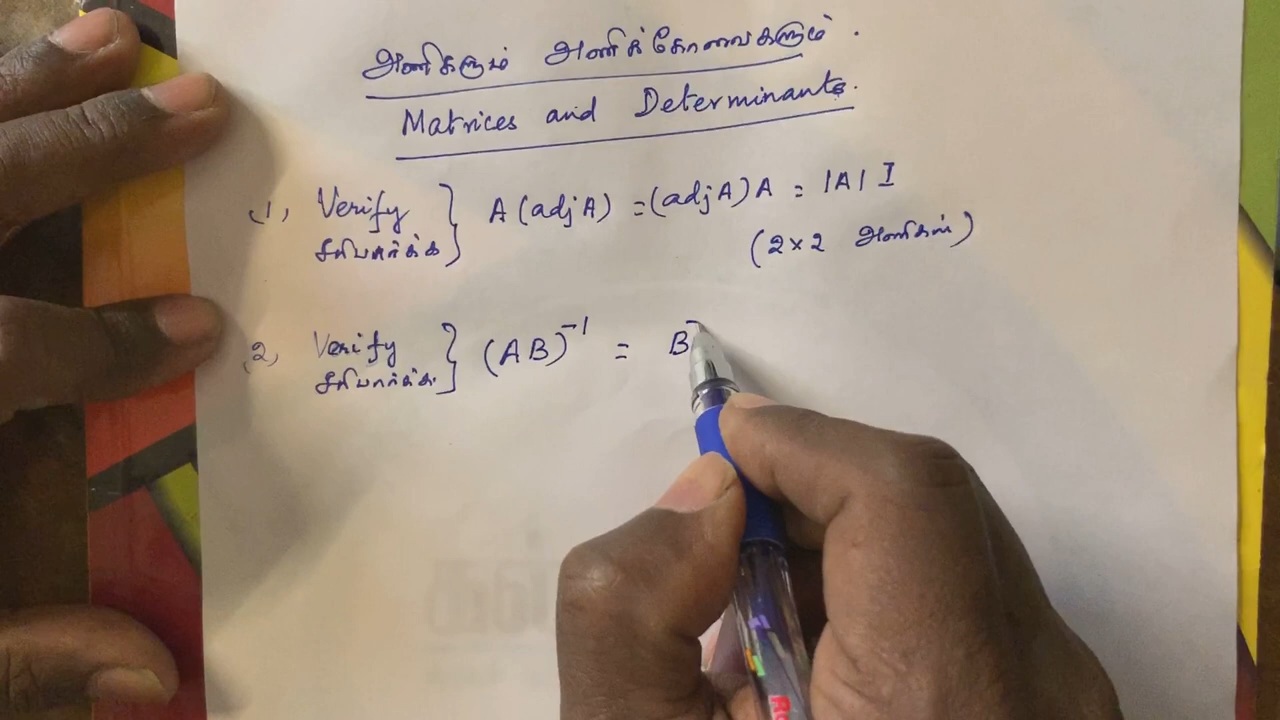 அணிகளும் அணிக்கோவைகளும்.
Matrices and Determinants.
1, Verify } A (adj A) = (adj A) A = |A| I
சரிபார்க்க (2×2 அணிகள்)
2, Verify } (AB)⁻¹ = B⁻
சரிபார்க்க